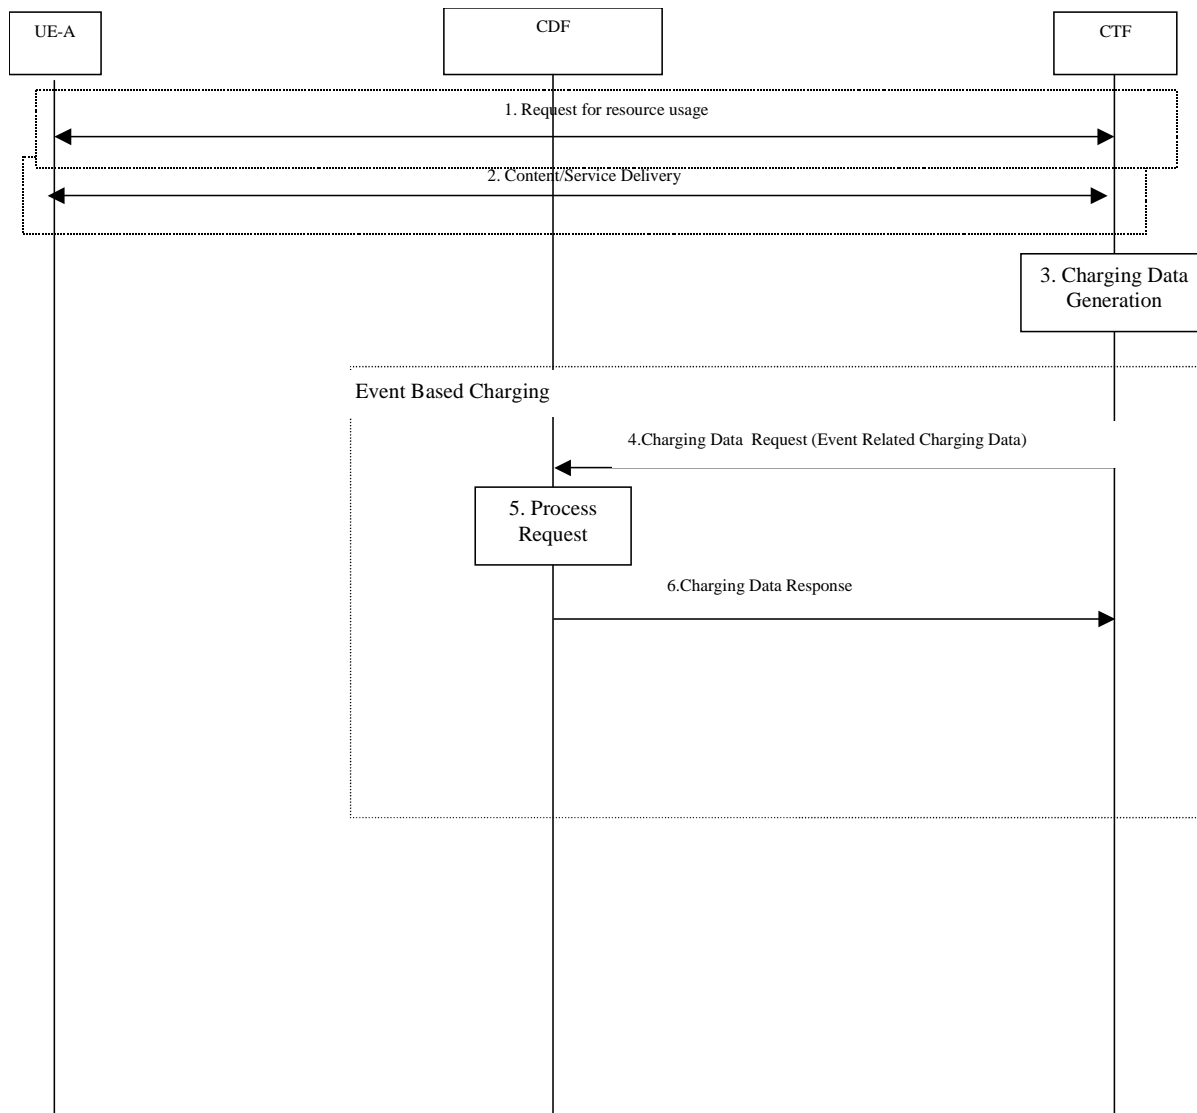 UE-A
CDF
CTF
1. Request for resource usage
2. Content/Service Delivery
3. Charging Data
Generation
Event Based Charging
4.Charging Data  Request (Event Related Charging Data)
5. Process
Request
6.Charging Data Response